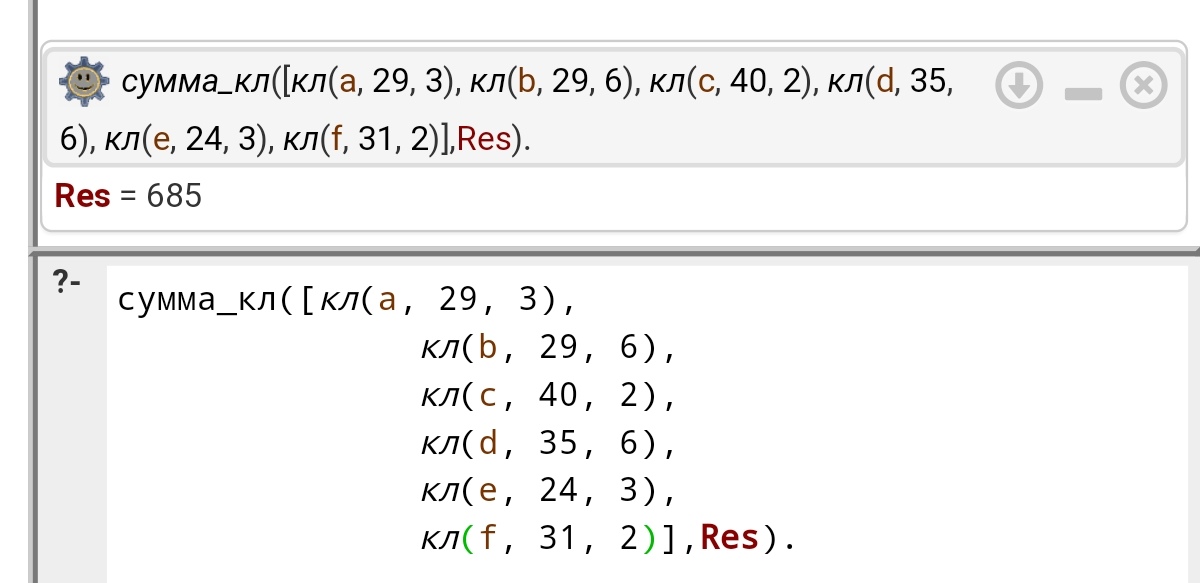 сумма_кл([кл(a, 29, 3), кл(b, 29, 6), кл(c, 40, 2), кл(d, 35,
6), кл(e, 24, 3), кл(f, 31, 2)],Res).
Res = 685
?-
сумма_кл([кл(a, 29, 3),
кл(b, 29, 6),
кл(c, 40, 2),
кл(d, 35, 6),
кл(e, 24, 3),
кл(f, 31, 2)],Res).